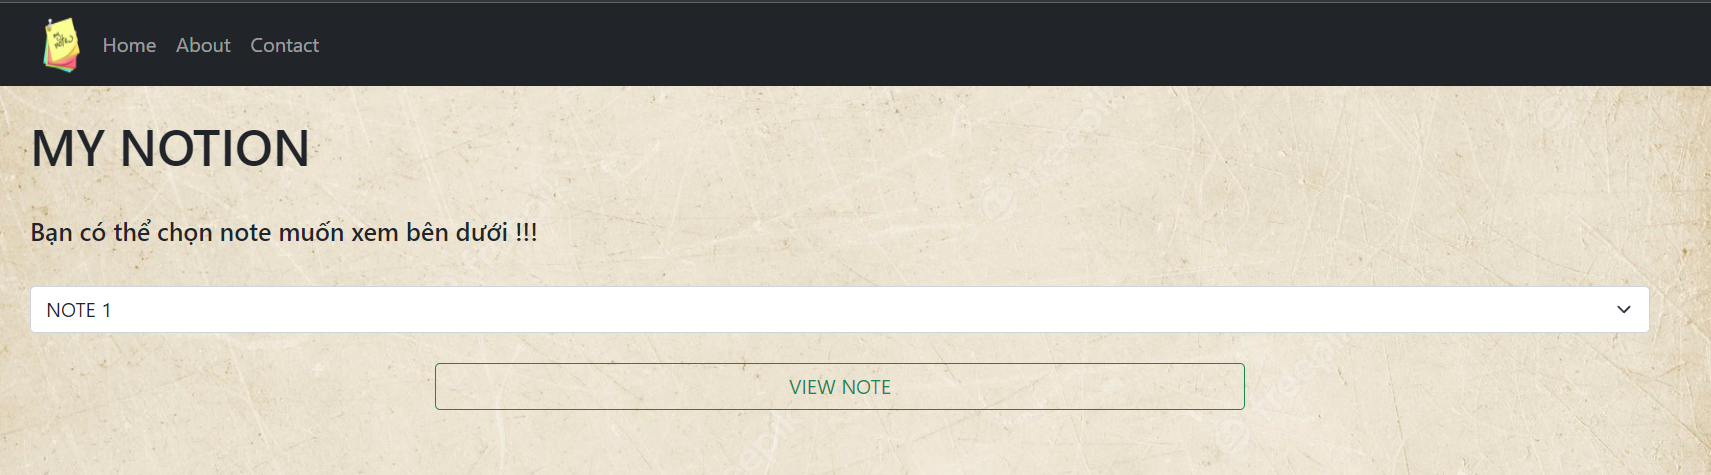 Home About Contact
MY NOTION
Bạn có thể chọn note muốn xem bên dưới !!!
NOTE 1
VIEW NOTE